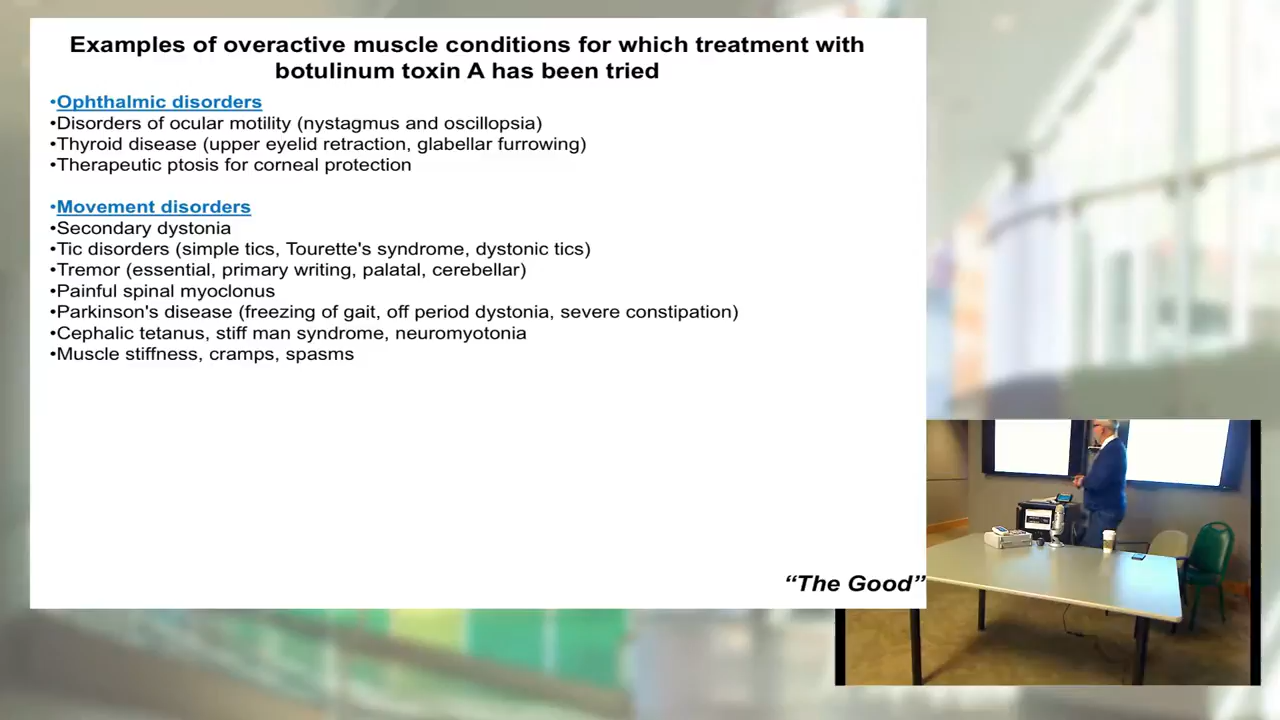 Examples of overactive muscle conditions for which treatment with
botulinum toxin A has been tried
•Ophthalmic disorders
•Disorders of ocular motility (nystagmus and oscillopsia)
•Thyroid disease (upper eyelid retraction, glabellar furrowing)
•Therapeutic ptosis for corneal protection
•Movement disorders
•Secondary dystonia
•Tic disorders (simple tics, Tourette's syndrome, dystonic tics)
•Tremor (essential, primary writing, palatal, cerebellar)
•Painful spinal myoclonus
•Parkinson's disease (freezing of gait, off period dystonia, severe constipation)
•Cephalic tetanus, stiff man syndrome, neuromyotonia
•Muscle stiffness, cramps, spasms
“The Good”